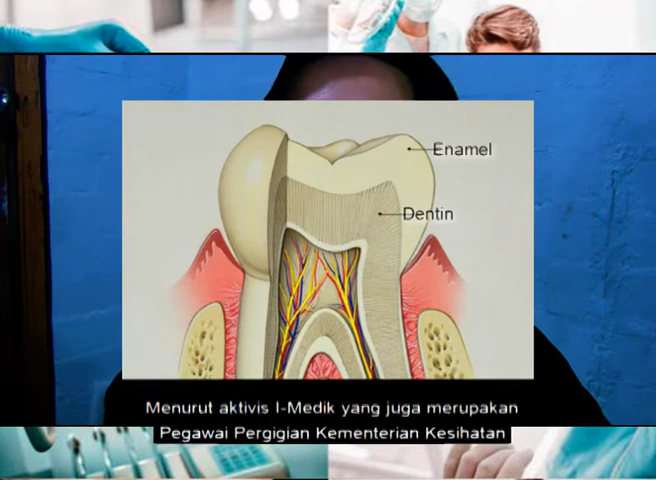 Enamel
Dentin
Menurut aktivis I-Medik yang juga merupakan
Pegawai Pergigian Kementerian Kesihatan